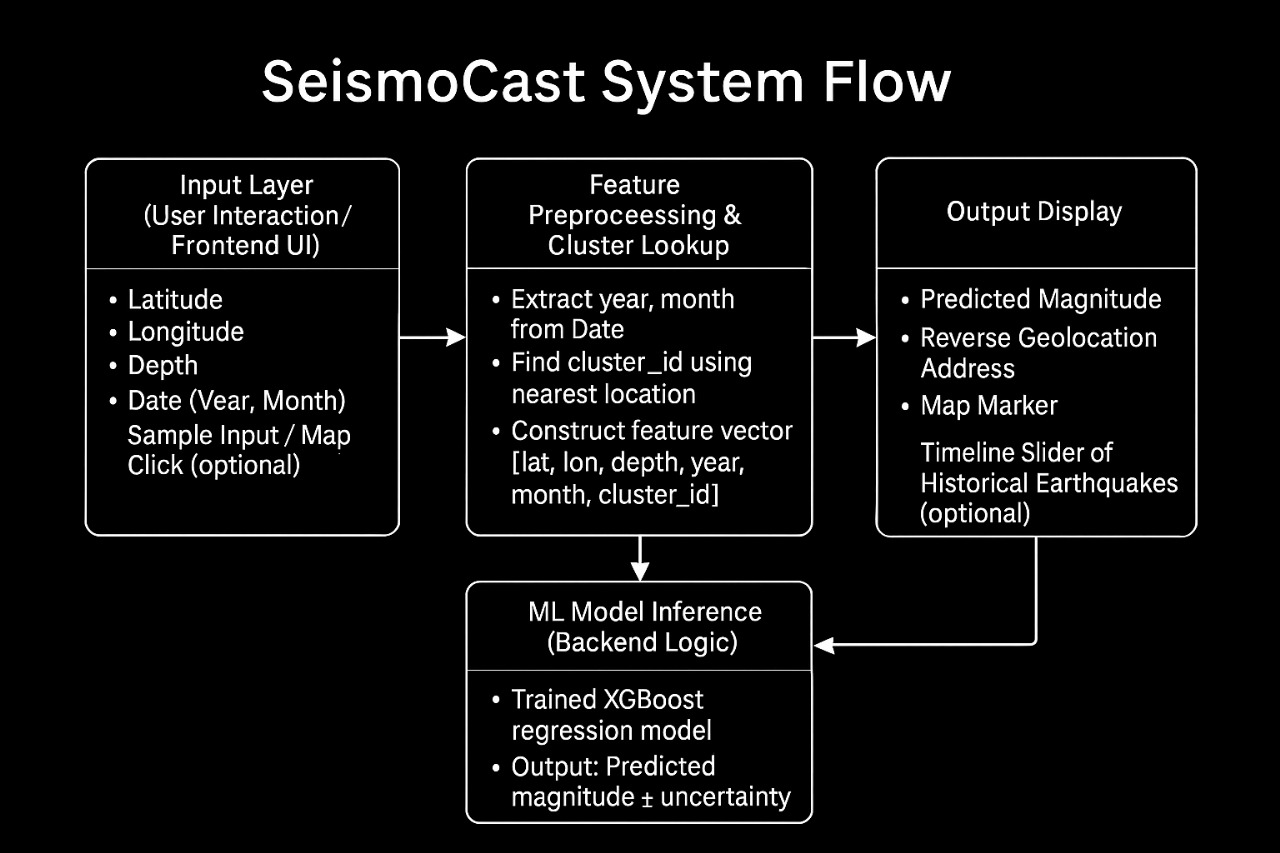 SeismoCast System Flow
Input Layer
(User Interaction/
Frontend UI)
• Latitude
• Longitude
• Depth
• Date (Vear, Month)
Sample Input / Map
Click (optional)
Feature
Preproceessing &
Cluster Lookup
• Extract year, month
from Date
• Find cluster_id using
nearest location
• Construct feature vector
[lat, lon, depth, year,
month, cluster_id]
Output Display
• Predicted Magnitude
• Reverse Geolocation
Address
• Map Marker
Timeline Slider of
Historical Earthquakes
(optional)
ML Model Inference
(Backend Logic)
• Trained XGBoost
regression model
• Output: Predicted
magnitude ± uncertainty